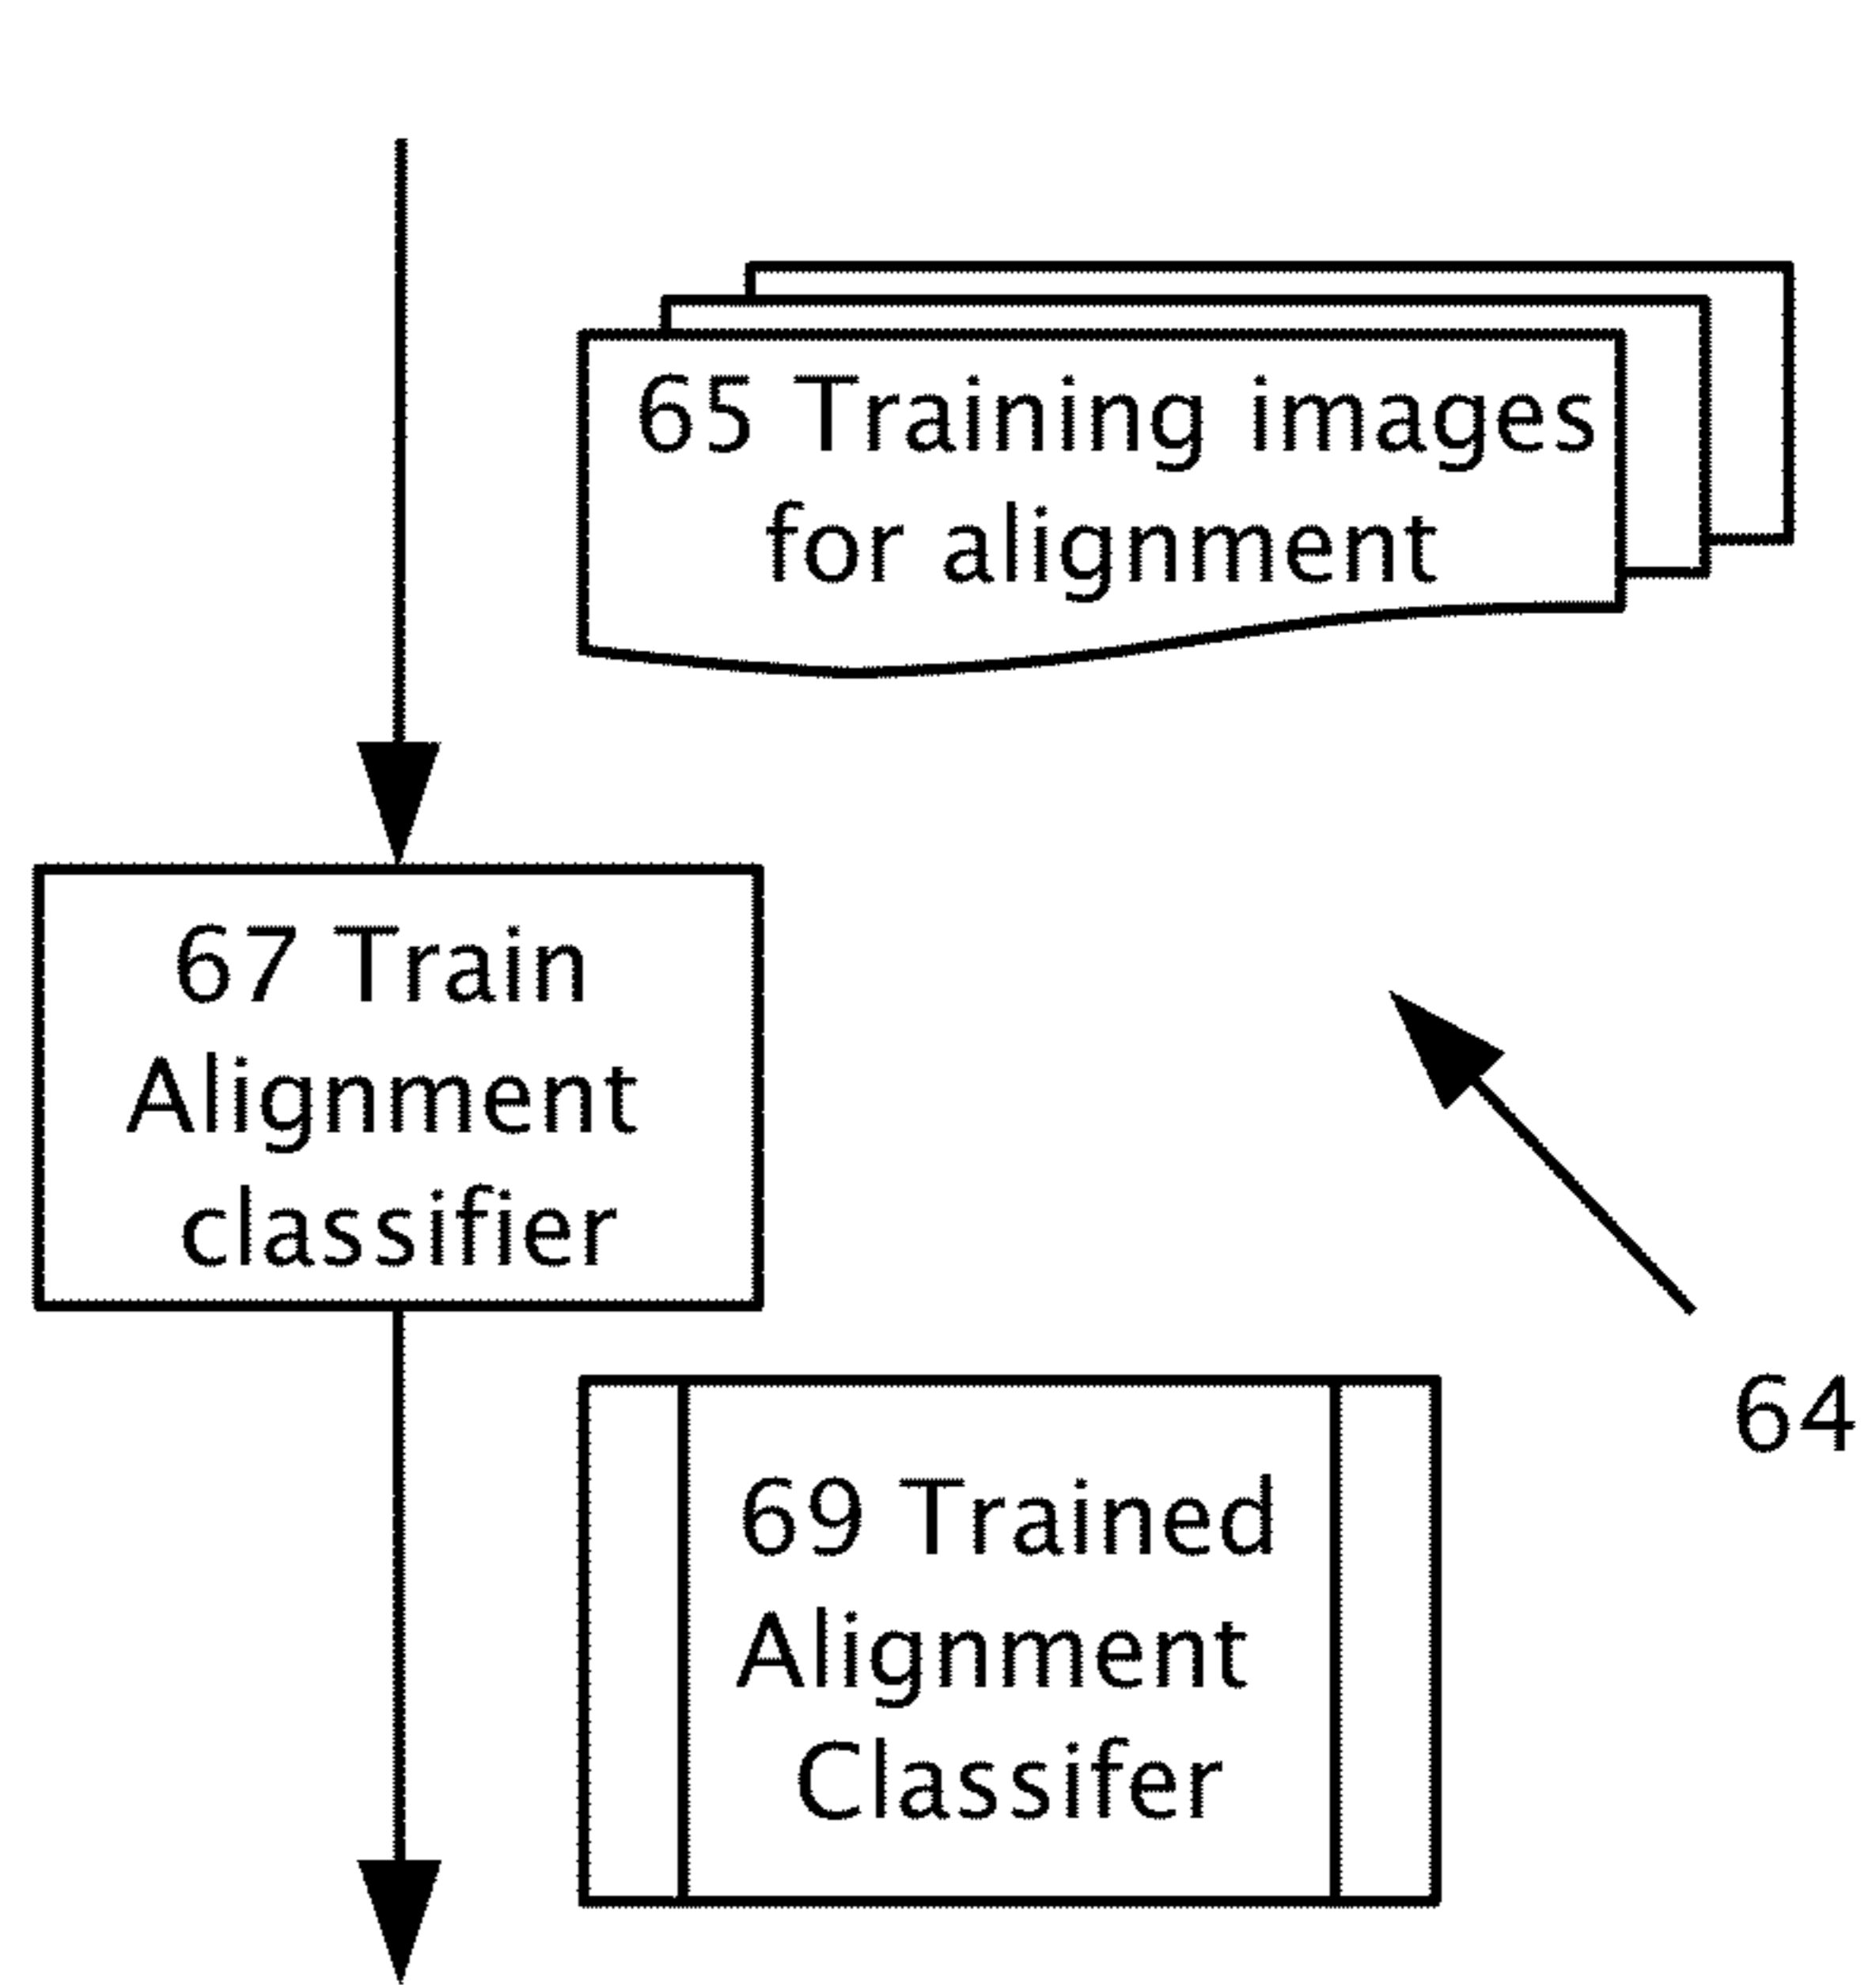 65 Training images
for alignment
67 Train
Alignment
classifier
64
69 Trained
Alignment
Classifer